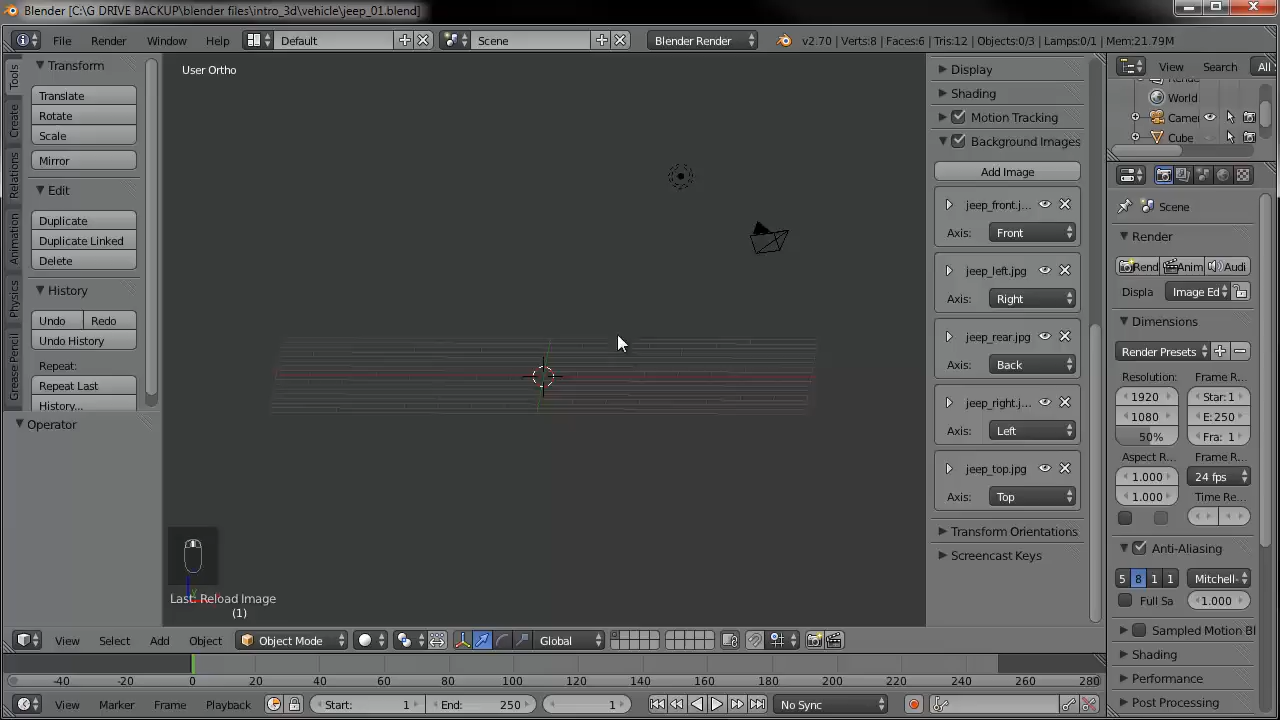 Blender [C:\G DRIVE BACKUP\blender files\intro_3d\vehicle\jeep_01.blend]
File Render Window Help Default Scene Blender Render v2.70 | Verts:8 | Faces:6 | Tris:12 | Objects:0/3 | Lamps:0/1 | Mem:21.79M
Tools
Create
Relations
Animation
Physics
Grease Pencil
Transform
Translate
Rotate
Scale
Mirror
Edit
Duplicate
Duplicate Linked
Delete
History
Undo Redo
Undo History
Repeat:
Repeat Last
History...
Operator
User Ortho
Last: Reload Image
(1)
Display
Shading
Motion Tracking
Background Images
Add Image
jeep_front.j...
Axis: Front
jeep_left.jpg
Axis: Right
jeep_rear.jpg
Axis: Back
jeep_right.j...
Axis: Left
jeep_top.jpg
Axis: Top
Transform Orientations
Screencast Keys
View Search All
World
Camer
Cube
Scene
Render
Rend Anim Audi
Displa Image Ed
Dimensions
Render Presets
Resolution: Frame R...
1920 Star: 1
1080 E: 250
50% Fra: 1
Aspect R... Frame R...
1.000 24 fps
1.000 Time Re...
Anti-Aliasing
5 8 1 1 Mitchell-
Full Sa 1.000
Sampled Motion Bl
Shading
Performance
Post Processing
View Select Add Object Object Mode Global
-40 -20 0 20 40 60 80 100 120 140 160 180 200 220 240 260 280
View Marker Frame Playback Start: 1 End: 250 1 No Sync